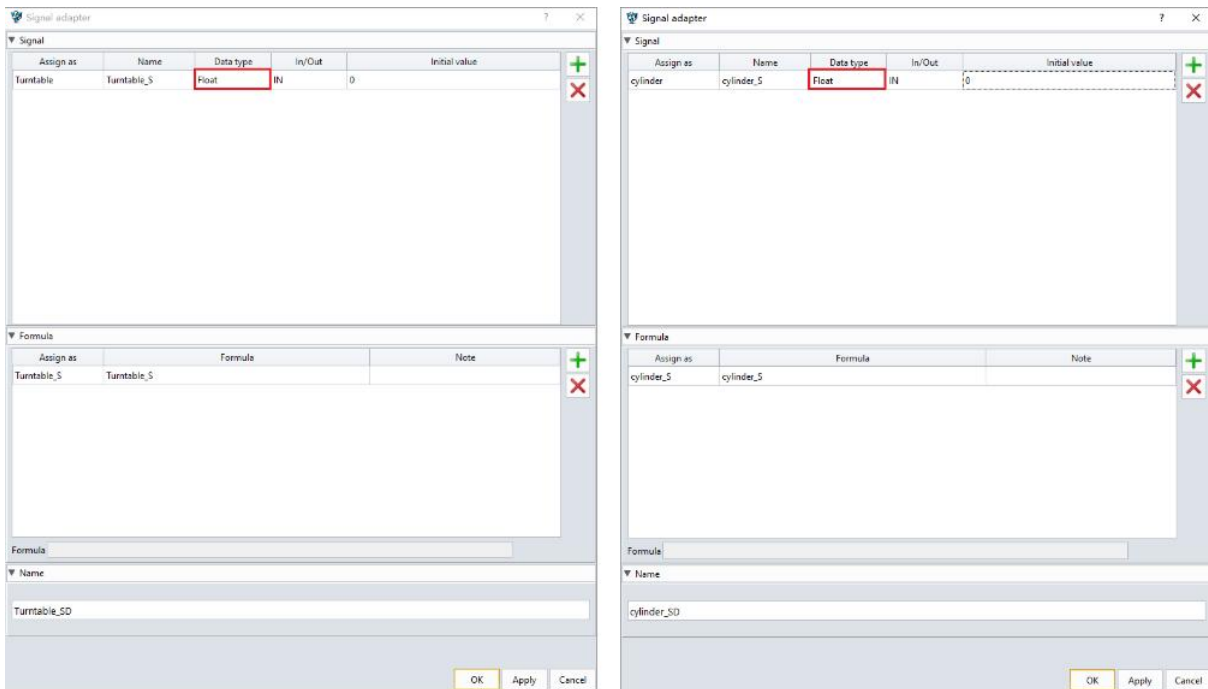 Signal adapter ? ×
▼ Signal
Assign as Name Data type In/Out Initial value
Turntable Turntable_S Float IN 0
▼ Formula
Assign as Formula Note
Turntable_S Turntable_S
Formula
▼ Name
Turntable_SD
OK Apply Cancel
Signal adapter ? ×
▼ Signal
Assign as Name Data type In/Out Initial value
cylinder cylinder_S Float IN 0
▼ Formula
Assign as Formula Note
cylinder_S cylinder_S
Formula
▼ Name
cylinder_SD
OK Apply Cancel